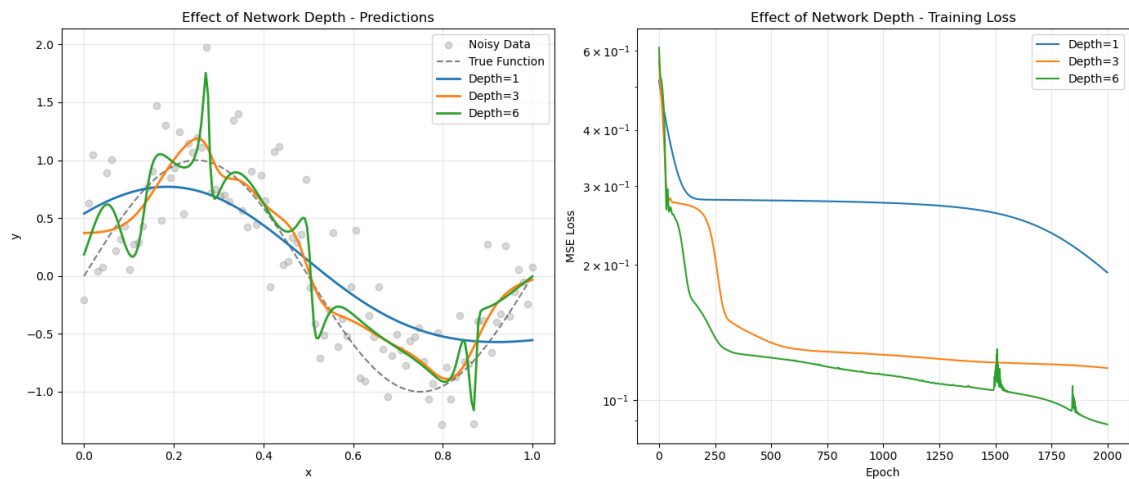 Effect of Network Depth - Predictions
2.0
1.5
1.0
0.5
0.0
−0.5
−1.0
y
0.0
0.2
0.4
0.6
0.8
1.0
x
Noisy Data
True Function
Depth=1
Depth=3
Depth=6
Effect of Network Depth - Training Loss
6 × 10⁻¹
4 × 10⁻¹
3 × 10⁻¹
2 × 10⁻¹
10⁻¹
MSE Loss
0
250
500
750
1000
1250
1500
1750
2000
Epoch
Depth=1
Depth=3
Depth=6